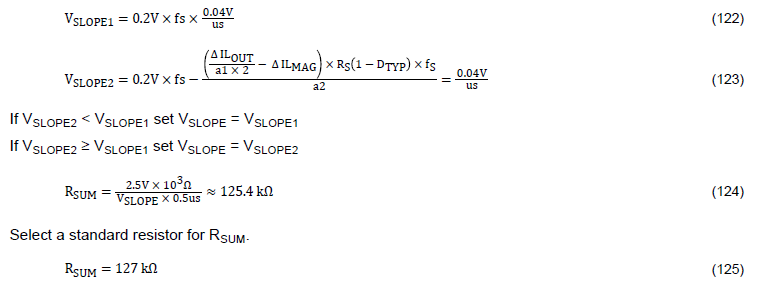 V_SLOPE1 = 0.2V × fs × 0.04V/us (122)
V_SLOPE2 = 0.2V × fs − ((ΔIL_OUT/(a1 × 2) − ΔIL_MAG) × R_S(1 − D_TYP) × f_S)/a2 = 0.04V/us (123)
If V_SLOPE2 < V_SLOPE1 set V_SLOPE = V_SLOPE1
If V_SLOPE2 ≥ V_SLOPE1 set V_SLOPE = V_SLOPE2
R_SUM = (2.5V × 10^3Ω)/(V_SLOPE × 0.5us) ≈ 125.4 kΩ (124)
Select a standard resistor for R_SUM.
R_SUM = 127 kΩ (125)